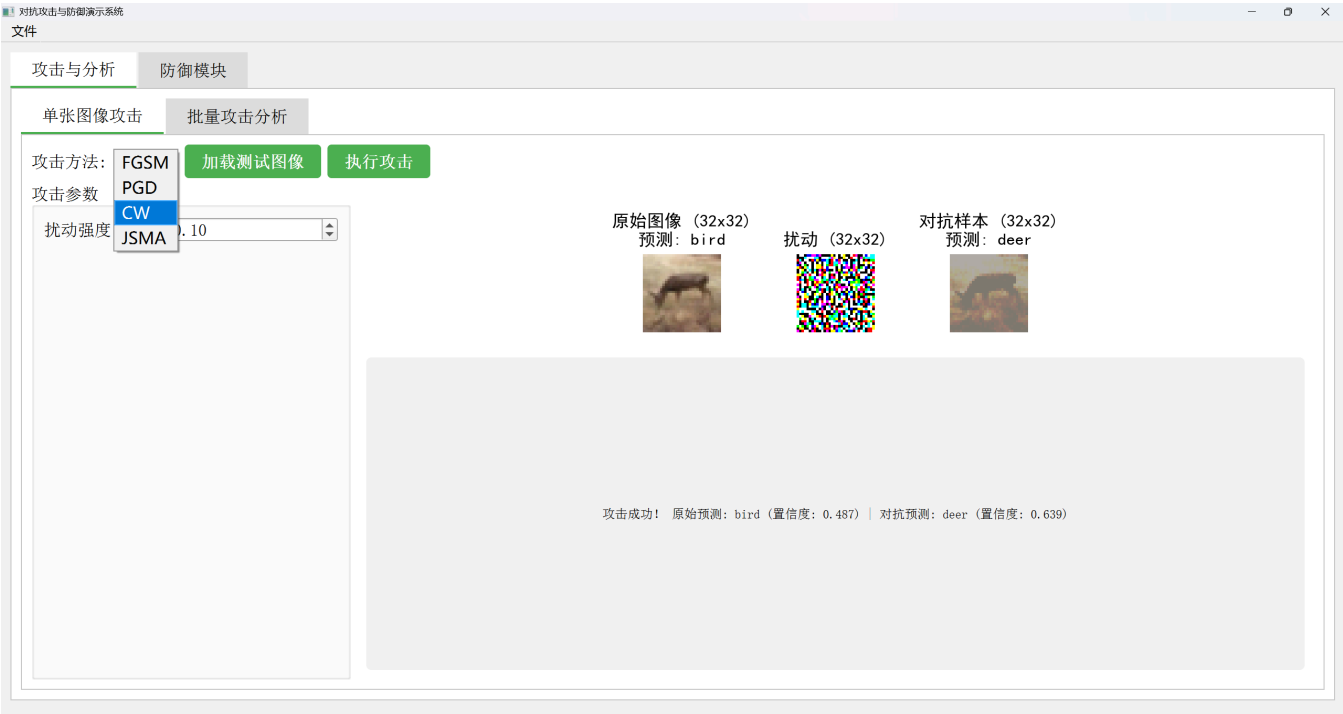 对抗攻击与防御演示系统
文件
攻击与分析 防御模块
单张图像攻击 批量攻击分析
攻击方法: FGSM 加载测试图像 执行攻击
PGD
攻击参数
CW
JSMA
扰动强度 .10
原始图像 (32x32)
预测: bird
扰动 (32x32)
对抗样本 (32x32)
预测: deer
攻击成功! 原始预测: bird (置信度: 0.487) | 对抗预测: deer (置信度: 0.639)